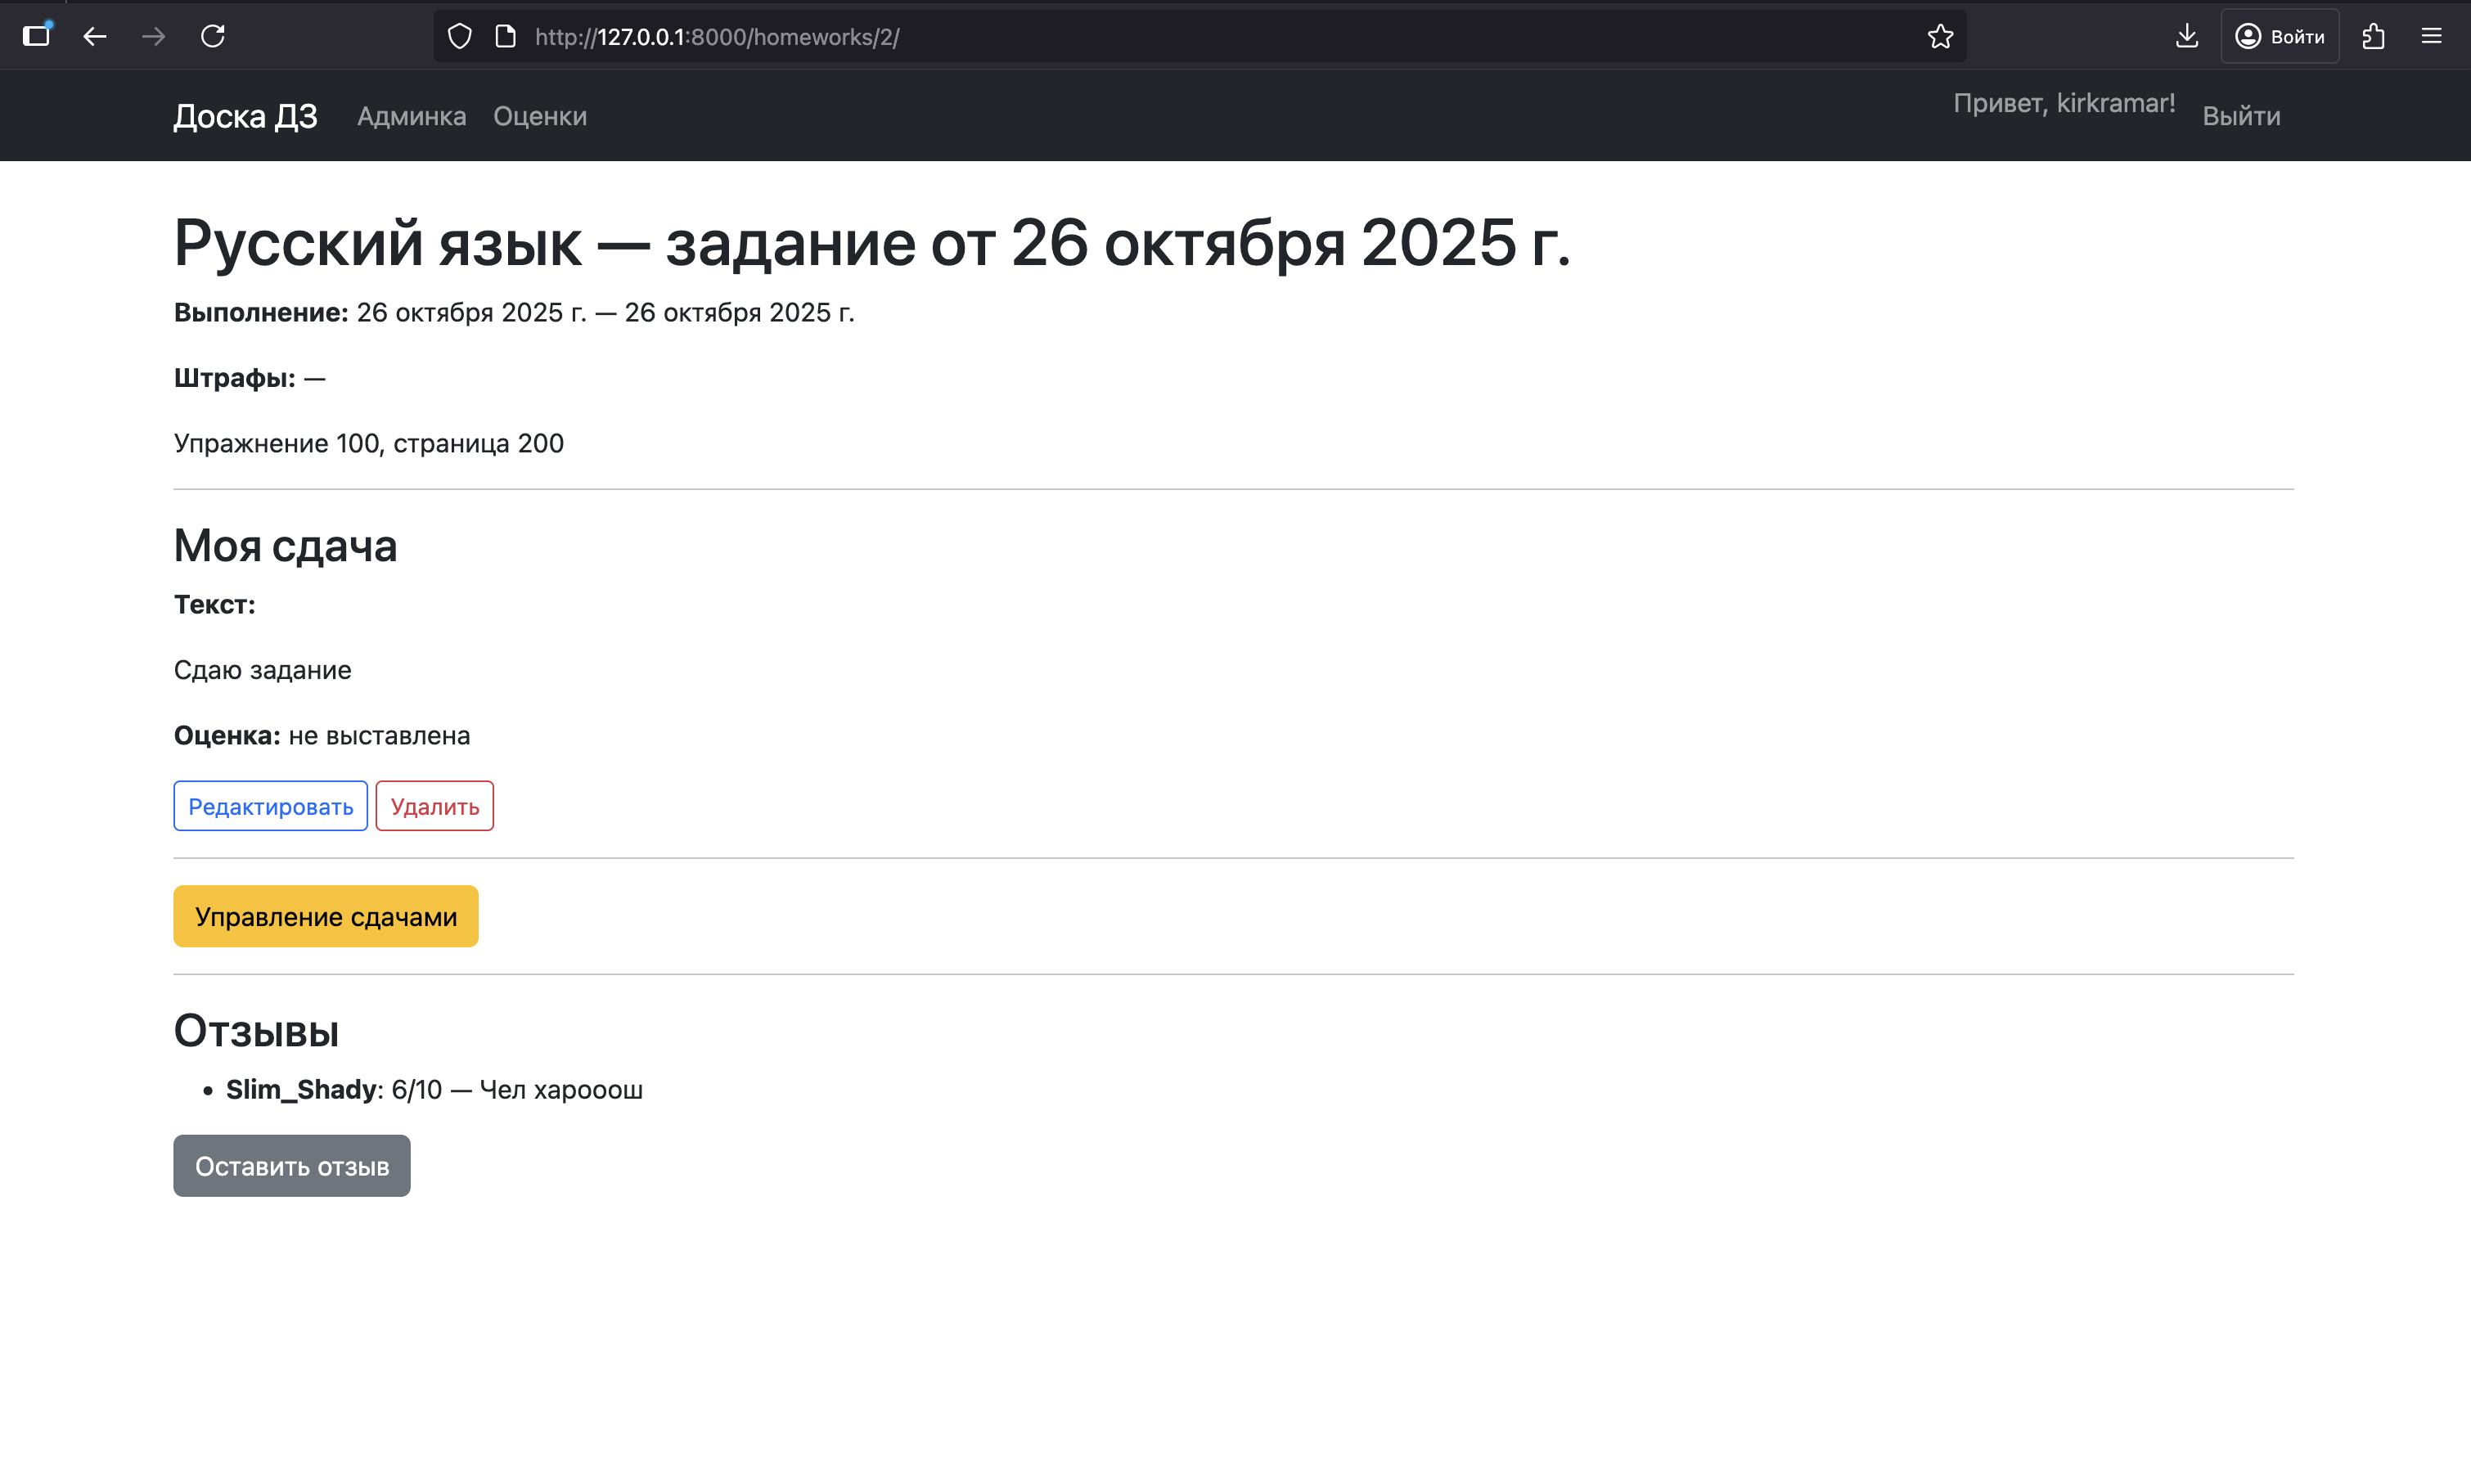 http://127.0.0.1:8000/homeworks/2/
Войти
Доска ДЗ Админка Оценки Привет, kirkramar! Выйти
Русский язык — задание от 26 октября 2025 г.
Выполнение: 26 октября 2025 г. — 26 октября 2025 г.
Штрафы: —
Упражнение 100, страница 200
Моя сдача
Текст:
Сдаю задание
Оценка: не выставлена
Редактировать Удалить
Управление сдачами
Отзывы
• Slim_Shady: 6/10 — Чел харооош
Оставить отзыв